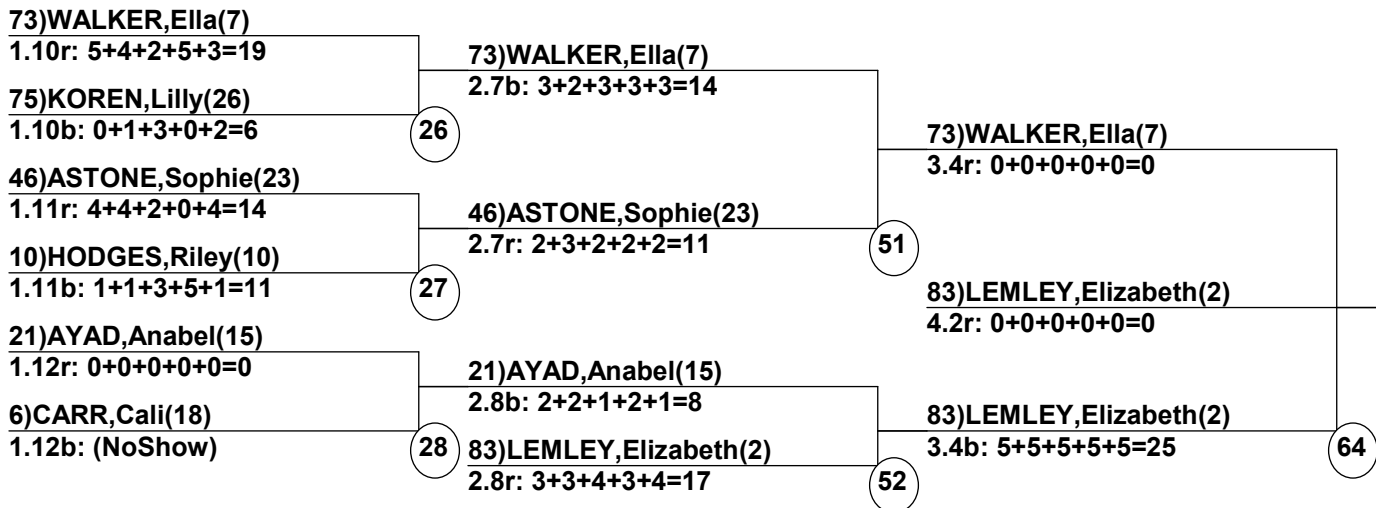 73)WALKER,Ella(7)
1.10r: 5+4+2+5+3=19
75)KOREN,Lilly(26)
1.10b: 0+1+3+0+2=6
26
46)ASTONE,Sophie(23)
1.11r: 4+4+2+0+4=14
10)HODGES,Riley(10)
1.11b: 1+1+3+5+1=11
27
21)AYAD,Anabel(15)
1.12r: 0+0+0+0+0=0
6)CARR,Cali(18)
1.12b: (NoShow)
28
73)WALKER,Ella(7)
2.7b: 3+2+3+3+3=14
46)ASTONE,Sophie(23)
2.7r: 2+3+2+2+2=11
51
21)AYAD,Anabel(15)
2.8b: 2+2+1+2+1=8
83)LEMLEY,Elizabeth(2)
2.8r: 3+3+4+3+4=17
52
73)WALKER,Ella(7)
3.4r: 0+0+0+0+0=0
83)LEMLEY,Elizabeth(2)
4.2r: 0+0+0+0+0=0
83)LEMLEY,Elizabeth(2)
3.4b: 5+5+5+5+5=25
64